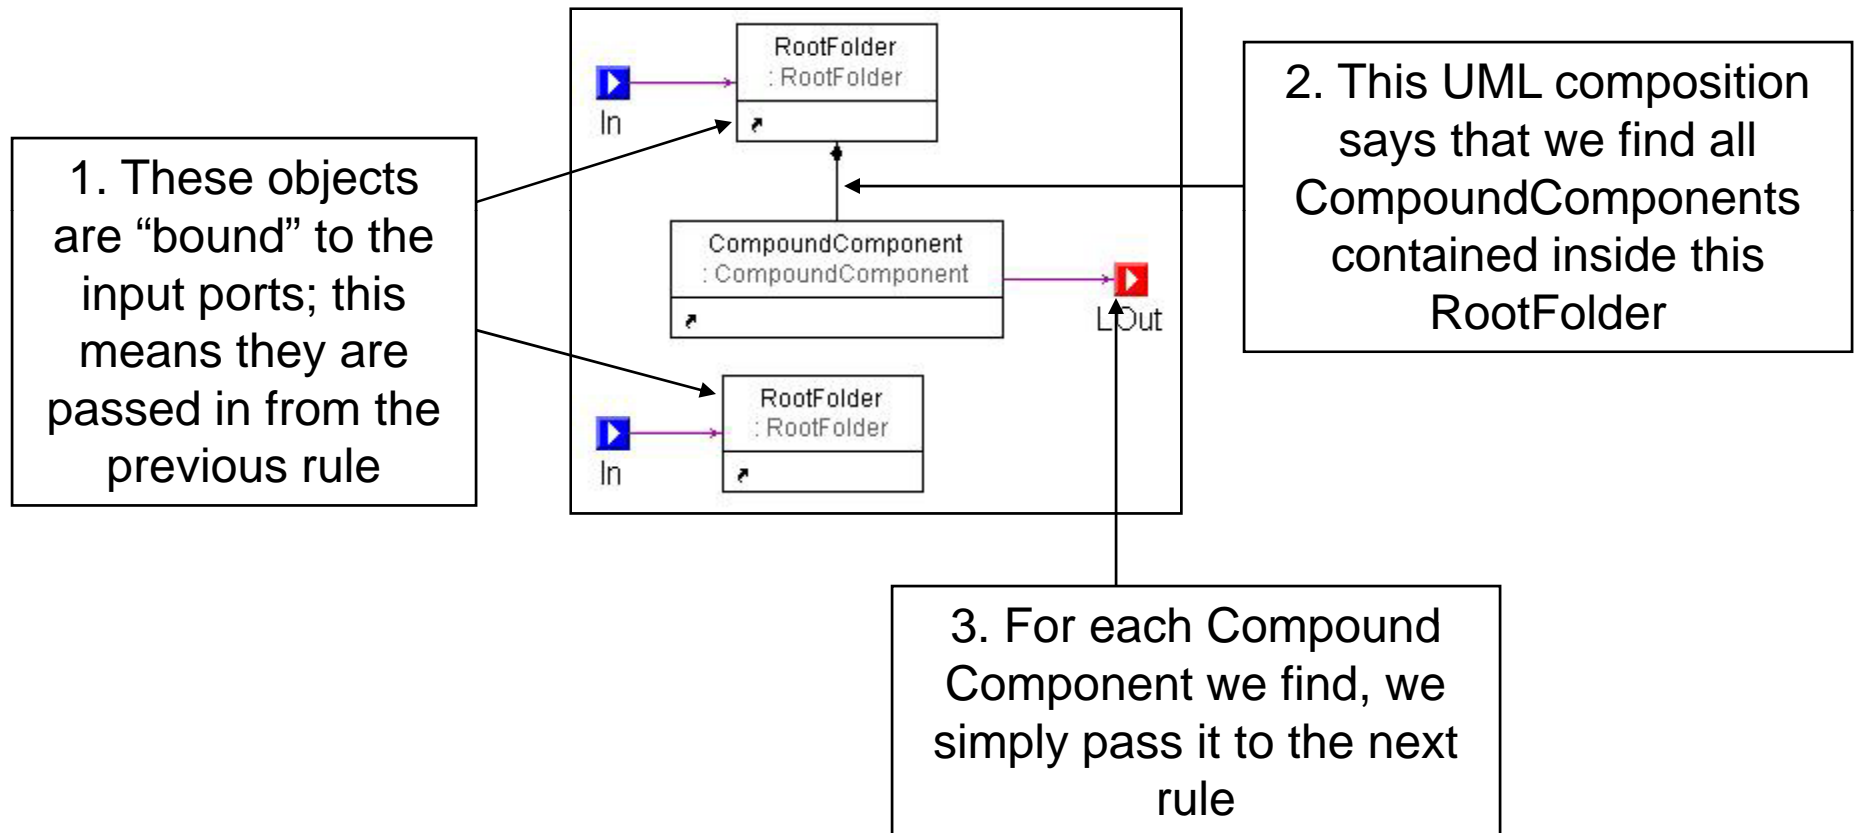 1. These objects
are “bound” to the
input ports; this
means they are
passed in from the
previous rule
RootFolder
: RootFolder
In
CompoundComponent
: CompoundComponent
L Out
RootFolder
: RootFolder
In
2. This UML composition
says that we find all
CompoundComponents
contained inside this
RootFolder
3. For each Compound
Component we find, we
simply pass it to the next
rule